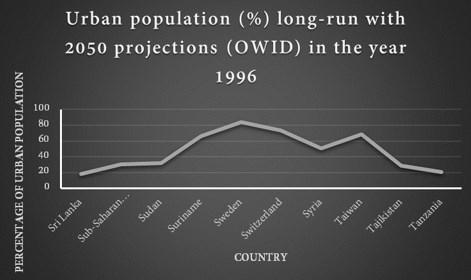 Urban population (%) long-run with
2050 projections (OWID) in the year
1996
PERCENTAGE OF URBAN POPULATION
100
80
60
40
20
0
Sri Lanka
Sub-Saharan...
Sudan
Suriname
Sweden
Switzerland
Syria
Taiwan
Tajikistan
Tanzania
COUNTRY